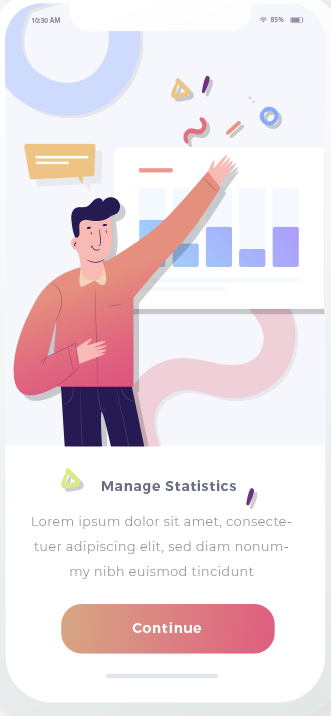 10:30 AM
85%
Manage Statistics
Lorem ipsum dolor sit amet, consecte-
tuer adipiscing elit, sed diam nonum-
my nibh euismod tincidunt
Continue